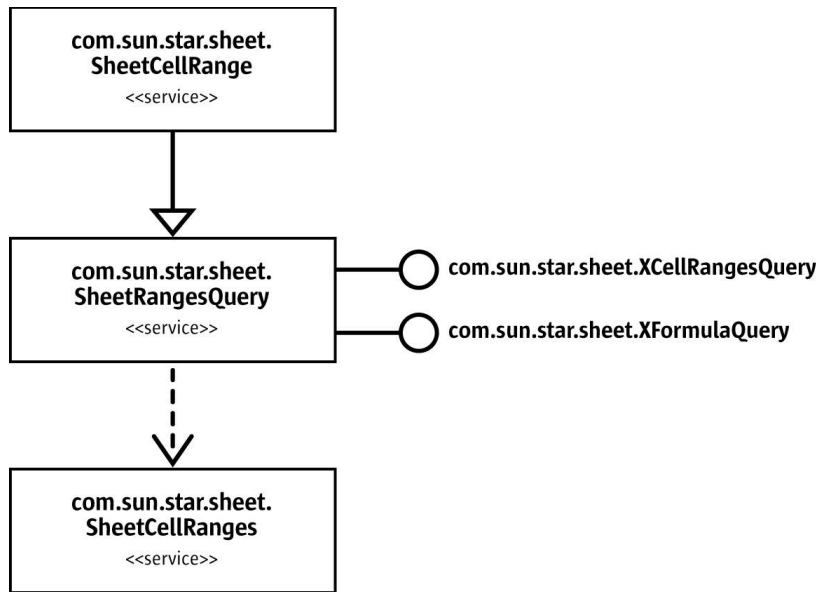 com.sun.star.sheet.
SheetCellRange
<<service>>
com.sun.star.sheet.
SheetRangesQuery
<<service>>
com.sun.star.sheet.XCellRangesQuery
com.sun.star.sheet.XFormulaQuery
com.sun.star.sheet.
SheetCellRanges
<<service>>